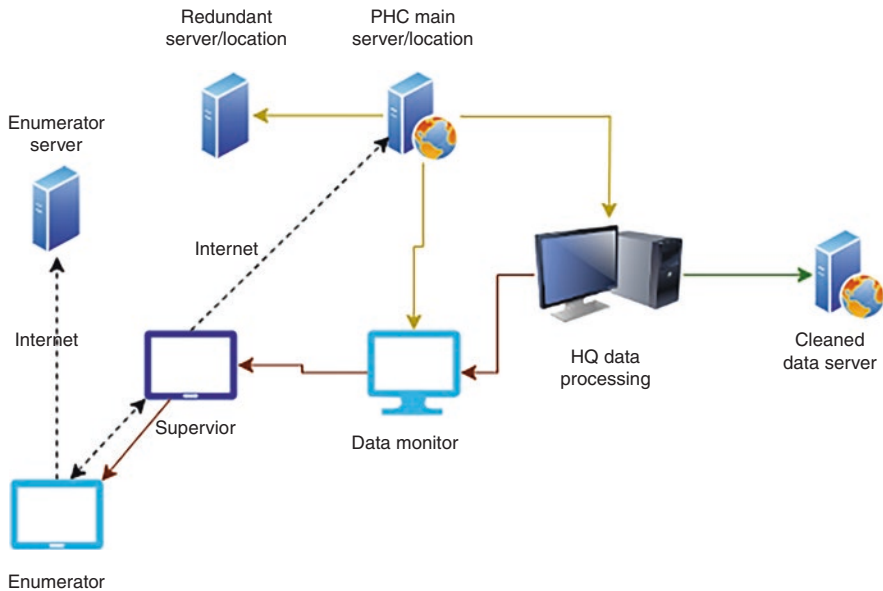 Redundant
server/location
PHC main
server/location
Enumerator
server
Internet
Internet
Cleaned
data server
HQ data
processing
Supervior
Data monitor
Enumerator